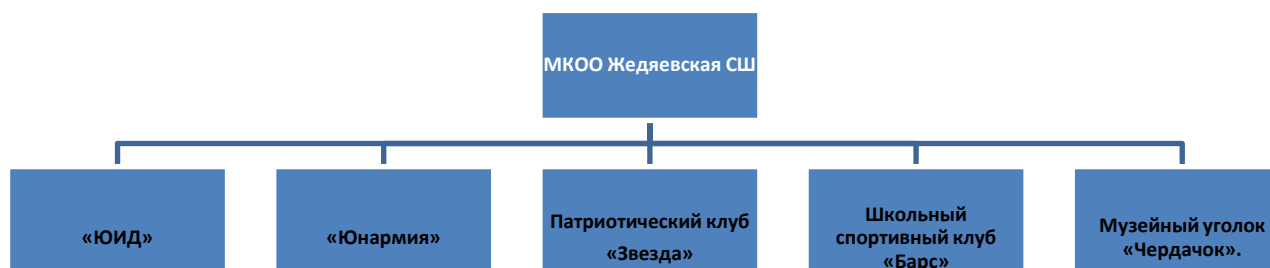 МКОО Жедяевская СШ
«ЮИД»
«Юнармия»
Патриотический клуб
«Звезда»
Школьный
спортивный клуб
«Барс»
Музейный уголок
«Чердачок».